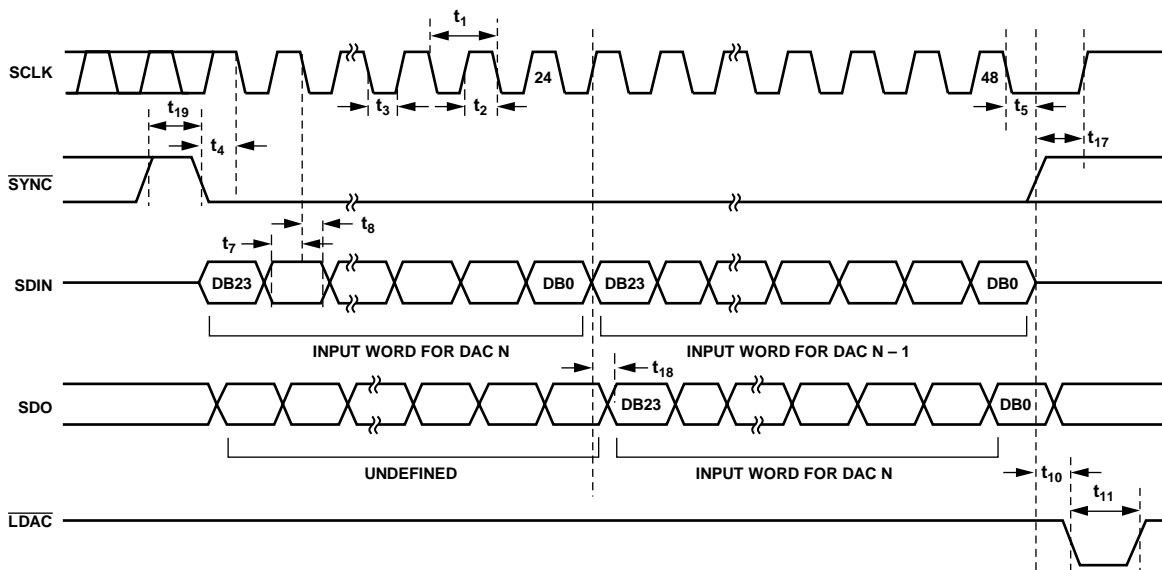 t1
SCLK
24
48
t3
t2
t5
t19
t4
t17
SYNC
t8
t7
SDIN
DB23
DB0
DB23
DB0
INPUT WORD FOR DAC N
INPUT WORD FOR DAC N – 1
t18
SDO
DB23
DB0
UNDEFINED
INPUT WORD FOR DAC N
t10
t11
LDAC